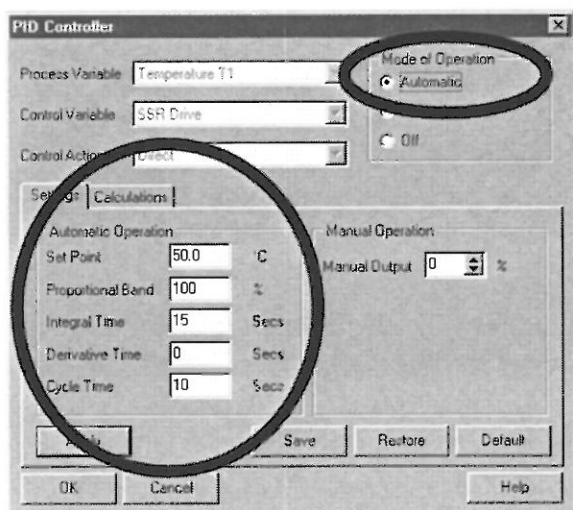 PID Controller
Process Variable Temperature T1
Control Variable SSR Drive
Control Action Direct
Mode of Operation
Automatic
Off
Settings Calculations
Automatic Operation
Set Point 50.0 °C
Proportional Band 100 %
Integral Time 15 Secs
Derivative Time 0 Secs
Cycle Time 10 Secs
Manual Operation
Manual Output 0 %
Apply Save Restore Default
OK Cancel Help